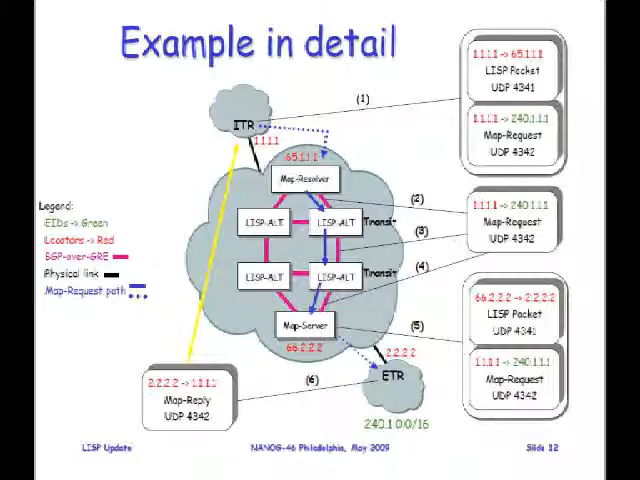 Example in detail
1.1.1.1 -> 65.1.1.1
LISP Packet
UDP 4341
1.1.1.1 -> 240.1.1.1
Map-Request
UDP 4342
(1)
ITR
1.1.1.1
65.1.1.1
Map-Resolver
(2)
1.1.1.1 -> 240.1.1.1
Map-Request
UDP 4342
Legend:
EIDs -> Green
Locators -> Red
BGP-over-GRE
Physical link
Map-Request path
LISP-ALT
LISP-ALT
Transit
(3)
(4)
LISP-ALT
LISP-ALT
Transit
66.2.2.2 -> 2.2.2.2
LISP Packet
UDP 4341
1.1.1.1 -> 240.1.1.1
Map-Request
UDP 4342
Map-Server
66.2.2.2
(5)
2.2.2.2
ETR
(6)
2.2.2.2 -> 1.1.1.1
Map-Reply
UDP 4342
240.1.0.0/16
LISP Update
NANOG-46 Philadelphia, May 2009
Slide 12